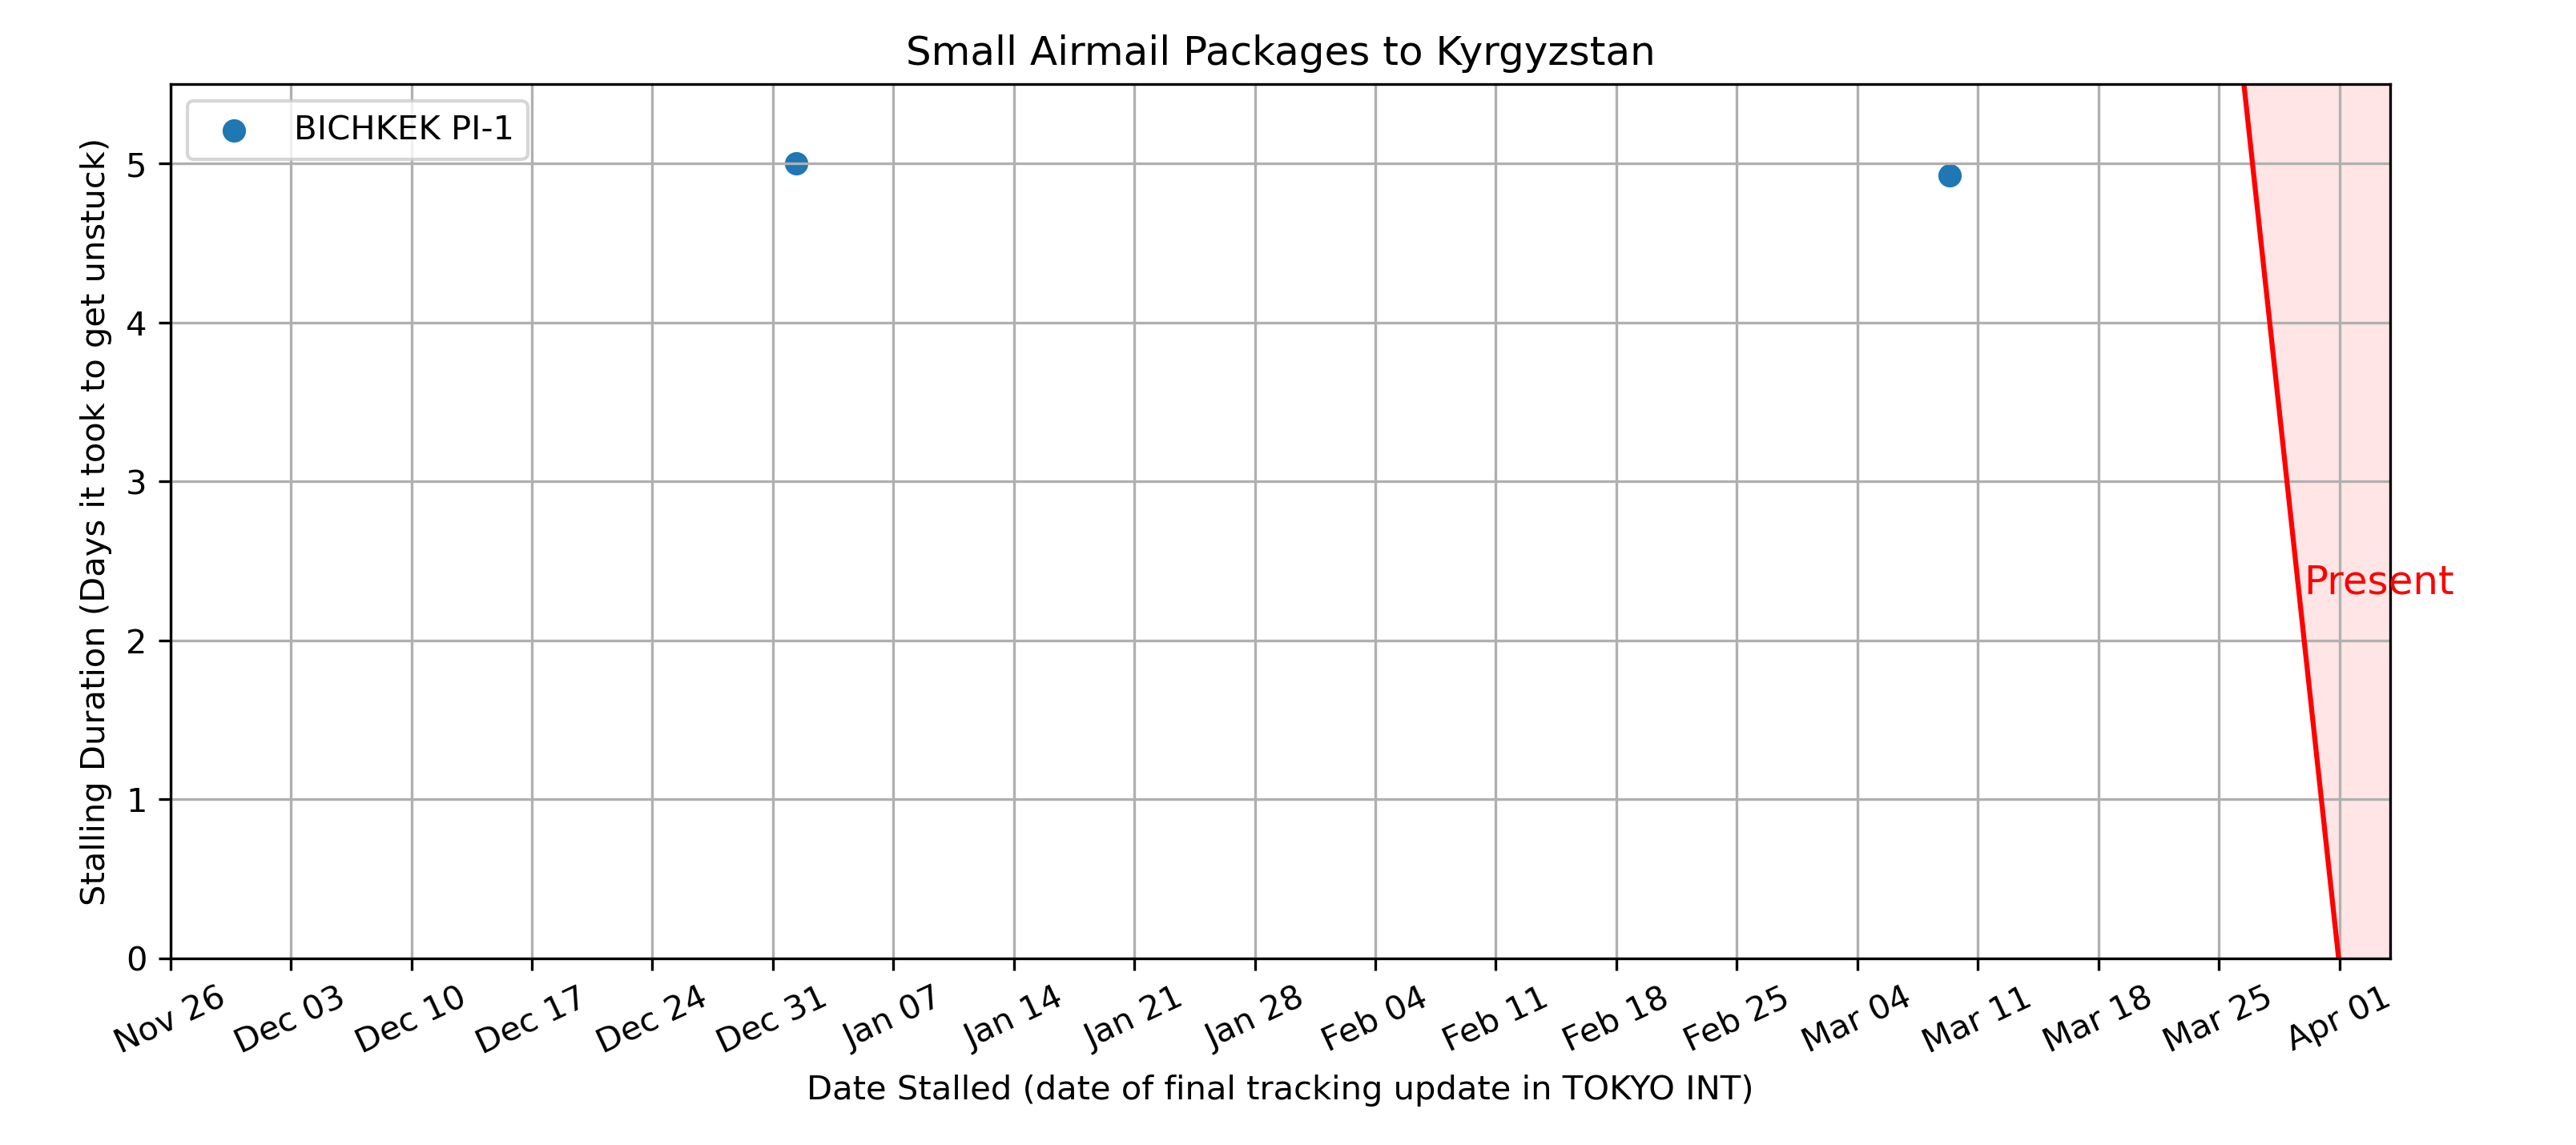 Small Airmail Packages to Kyrgyzstan
BICHKEK PI-1
Stalling Duration (Days it took to get unstuck)
5
4
3
2
1
0
Present
Nov 26
Dec 03
Dec 10
Dec 17
Dec 24
Dec 31
Jan 07
Jan 14
Jan 21
Jan 28
Feb 04
Feb 11
Feb 18
Feb 25
Mar 04
Mar 11
Mar 18
Mar 25
Apr 01
Date Stalled (date of final tracking update in TOKYO INT)